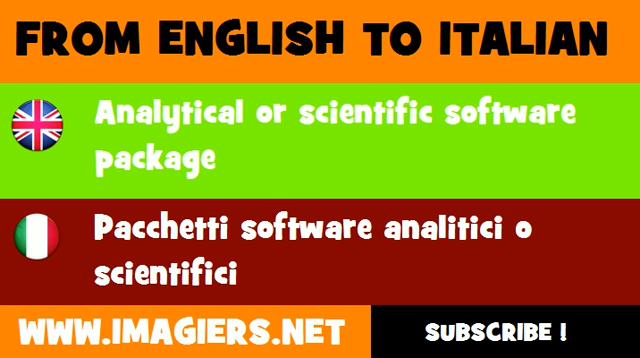 FROM ENGLISH TO ITALIAN
Analytical or scientific software
package
Pacchetti software analitici o
scientifici
WWW.IMAGIERS.NET
SUBSCRIBE !